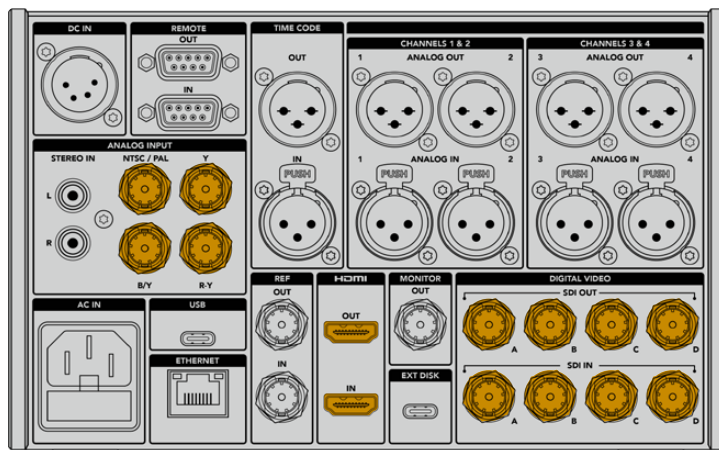 DC IN
REMOTE
OUT
IN
TIME CODE
OUT
IN
PUSH
CHANNELS 1 & 2
1 ANALOG OUT 2
1 ANALOG IN 2
PUSH PUSH
CHANNELS 3 & 4
3 ANALOG OUT 4
3 ANALOG IN 4
PUSH PUSH
ANALOG INPUT
STEREO IN NTSC / PAL Y
L
R
B/Y R-Y
AC IN
USB
ETHERNET
REF
OUT
IN
HDMI
OUT
IN
MONITOR
OUT
EXT DISK
DIGITAL VIDEO
SDI OUT
A B C D
SDI IN
A B C D